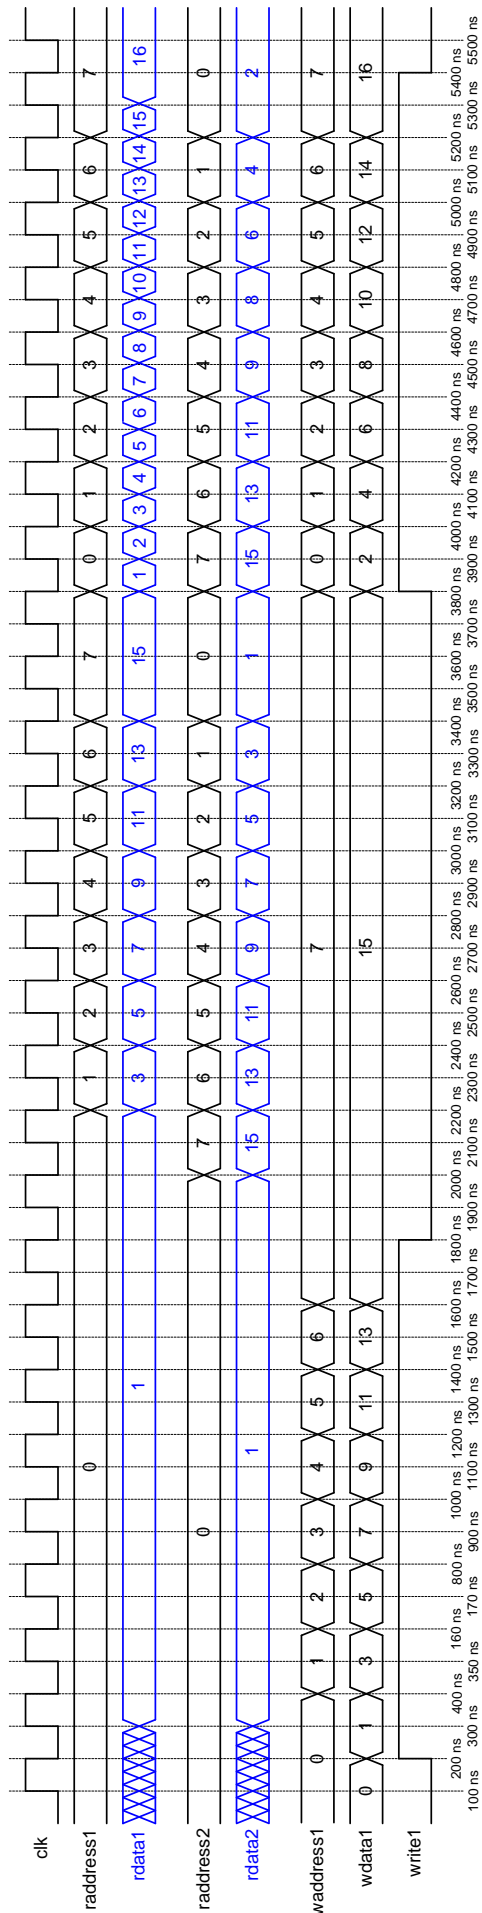 clk
raddress1 0 1 2 3 4 5 6 7 0 1 2 3 4 5 6 7
rdata1 1 3 5 7 9 11 13 15 1 2 3 4 5 6 7 8 9 10 11 12 13 14 15 16
raddress2 0 7 6 5 4 3 2 1 0 7 6 5 4 3 2 1 0
rdata2 1 15 13 11 9 7 5 3 1 15 13 11 9 8 6 4 2
waddress1 0 1 2 3 4 5 6 7 0 1 2 3 4 5 6 7
wdata1 0 1 3 5 7 9 11 13 15 2 4 6 8 10 12 14 16
write1
200 ns 400 ns 160 ns 800 ns 1000 ns 1200 ns 1400 ns 1600 ns 1800 ns 2000 ns 2200 ns 2400 ns 2600 ns 2800 ns 3000 ns 3200 ns 3400 ns 3600 ns 3800 ns 4000 ns 4200 ns 4400 ns 4600 ns 4800 ns 5000 ns 5200 ns 5400 ns
100 ns 300 ns 350 ns 170 ns 900 ns 1100 ns 1300 ns 1500 ns 1700 ns 1900 ns 2100 ns 2300 ns 2500 ns 2700 ns 2900 ns 3100 ns 3300 ns 3500 ns 3700 ns 3900 ns 4100 ns 4300 ns 4500 ns 4700 ns 4900 ns 5100 ns 5300 ns 5500 ns